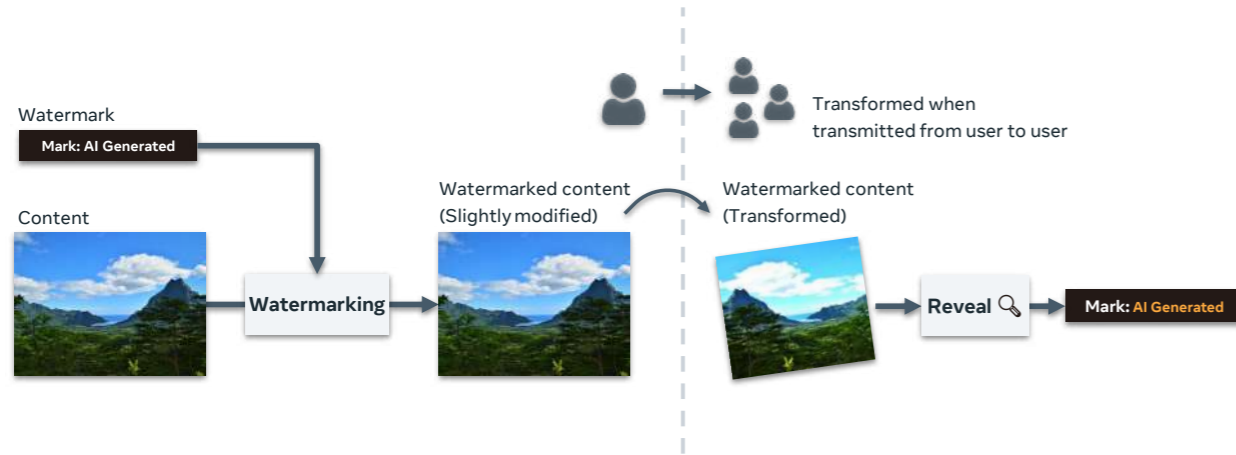 Watermark
Mark: AI Generated
Content
Watermarking
Watermarked content
(Slightly modified)
Transformed when
transmitted from user to user
Watermarked content
(Transformed)
Reveal
Mark: AI Generated